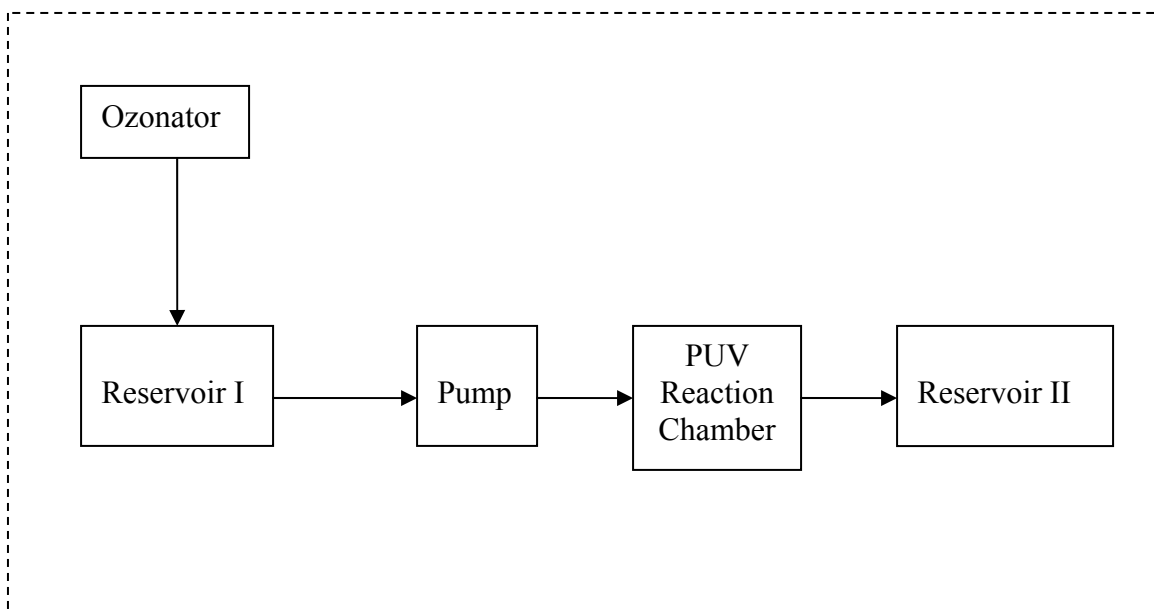 Ozonator
Reservoir I
Pump
PUV
Reaction
Chamber
Reservoir II